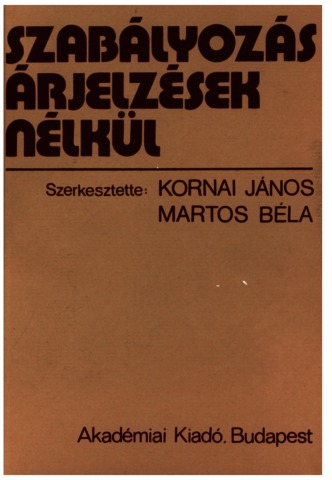 SZABÁLYOZÁS
ÁRJELZÉSEK
NÉLKÜL
Szerkesztette: KORNAI JÁNOS
MARTOS BÉLA
Akadémiai Kiadó, Budapest